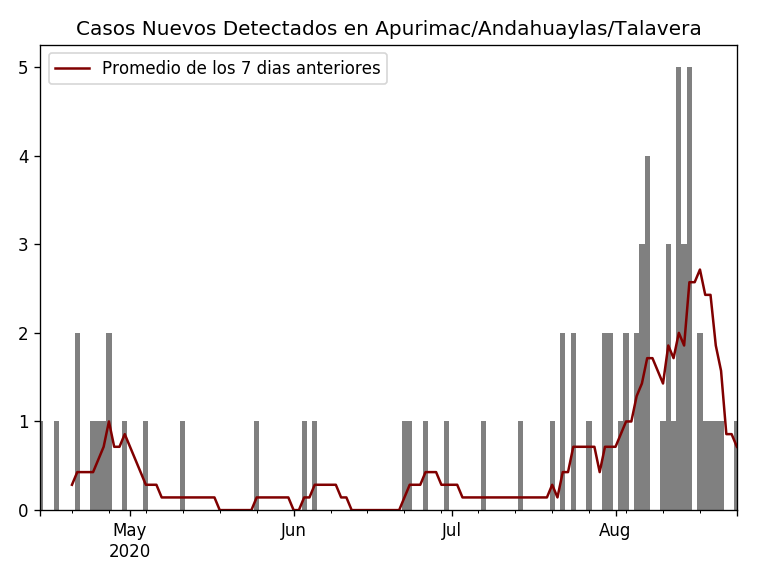 Casos Nuevos Detectados en Apurimac/Andahuaylas/Talavera
Promedio de los 7 dias anteriores
5
4
3
2
1
0
May
2020
Jun
Jul
Aug